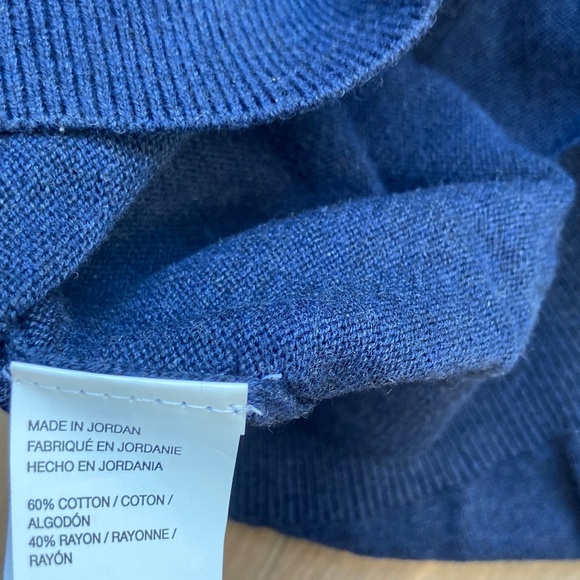 MADE IN JORDAN
FABRIQUÉ EN JORDANIE
HECHO EN JORDANIA
60% COTTON / COTON /
ALGODÓN
40% RAYON / RAYONNE /
RAYÓN